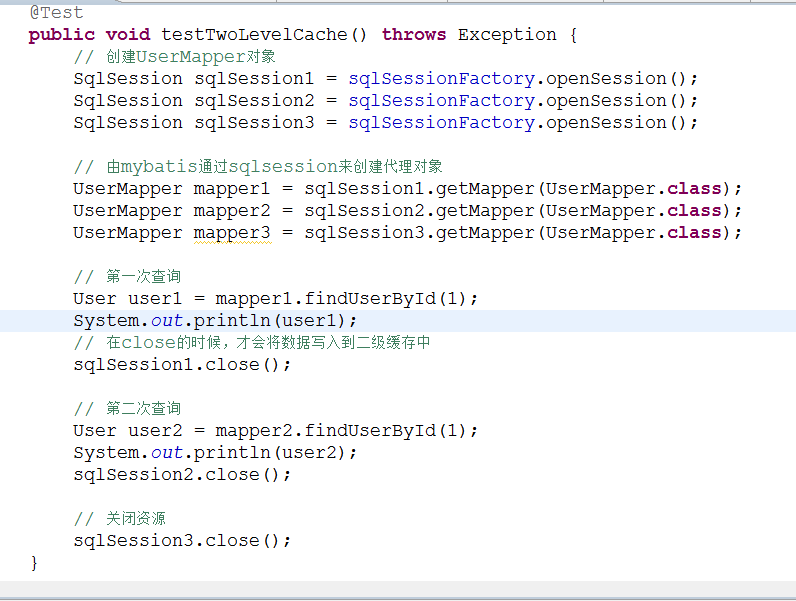 @Test
public void testTwoLevelCache() throws Exception {
// 创建UserMapper对象
SqlSession sqlSession1 = sqlSessionFactory.openSession();
SqlSession sqlSession2 = sqlSessionFactory.openSession();
SqlSession sqlSession3 = sqlSessionFactory.openSession();
// 由mybatis通过sqlsession来创建代理对象
UserMapper mapper1 = sqlSession1.getMapper(UserMapper.class);
UserMapper mapper2 = sqlSession2.getMapper(UserMapper.class);
UserMapper mapper3 = sqlSession3.getMapper(UserMapper.class);
// 第一次查询
User user1 = mapper1.findUserById(1);
System.out.println(user1);
// 在close的时候，才会将数据写入到二级缓存中
sqlSession1.close();
// 第二次查询
User user2 = mapper2.findUserById(1);
System.out.println(user2);
sqlSession2.close();
// 关闭资源
sqlSession3.close();
}